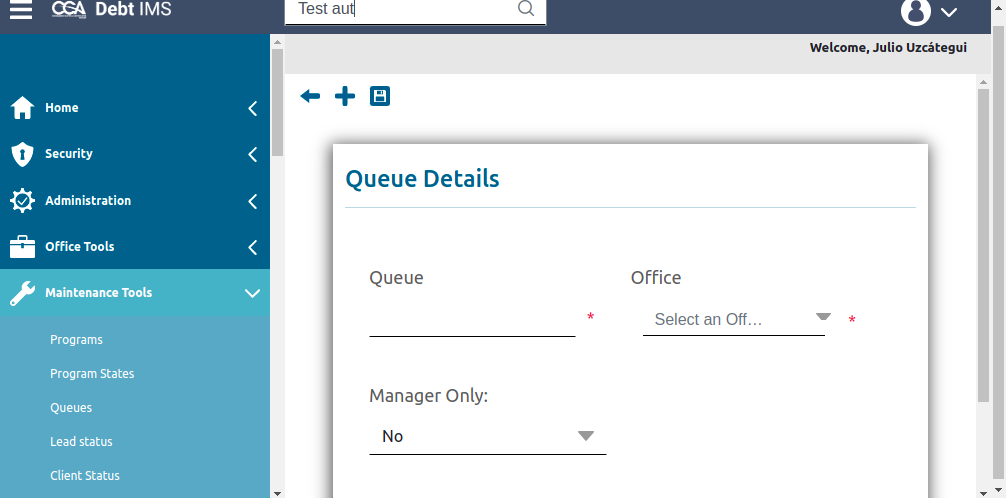 CGA Debt IMS
Test aut
Welcome, Julio Uzcátegui
Home
Security
Administration
Office Tools
Maintenance Tools
Programs
Program States
Queues
Lead status
Client Status
Queue Details
Queue
Office
*
Select an Off...
*
Manager Only:
No